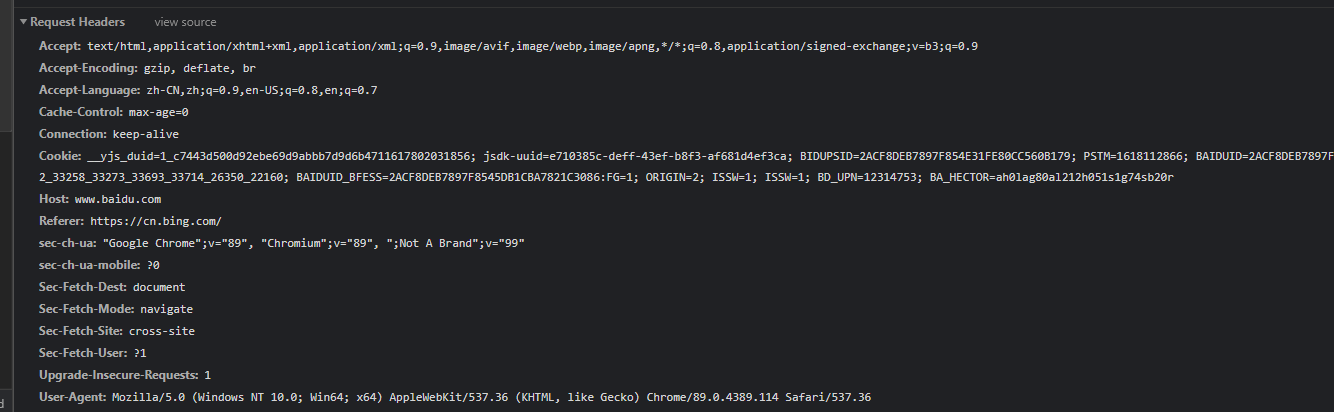 Request Headers view source
Accept: text/html,application/xhtml+xml,application/xml;q=0.9,image/avif,image/webp,image/apng,*/*;q=0.8,application/signed-exchange;v=b3;q=0.9
Accept-Encoding: gzip, deflate, br
Accept-Language: zh-CN,zh;q=0.9,en-US;q=0.8,en;q=0.7
Cache-Control: max-age=0
Connection: keep-alive
Cookie: __yjs_duid=1_c7443d500d92ebe69d9abbb7d9d6b4711617802031856; jsdk-uuid=e710385c-deff-43ef-b8f3-af681d4ef3ca; BIDUPSID=2ACF8DEB7897F854E31FE80CC560B179; PSTM=1618112866; BAIDUID=2ACF8DEB7897F
2_33258_33273_33693_33714_26350_22160; BAIDUID_BFESS=2ACF8DEB7897F8545DB1CBA7821C3086:FG=1; ORIGIN=2; ISSW=1; ISSW=1; BD_UPN=12314753; BA_HECTOR=ah0lag80al212h051s1g74sb20r
Host: www.baidu.com
Referer: https://cn.bing.com/
sec-ch-ua: "Google Chrome";v="89", "Chromium";v="89", ";Not A Brand";v="99"
sec-ch-ua-mobile: ?0
Sec-Fetch-Dest: document
Sec-Fetch-Mode: navigate
Sec-Fetch-Site: cross-site
Sec-Fetch-User: ?1
Upgrade-Insecure-Requests: 1
User-Agent: Mozilla/5.0 (Windows NT 10.0; Win64; x64) AppleWebKit/537.36 (KHTML, like Gecko) Chrome/89.0.4389.114 Safari/537.36